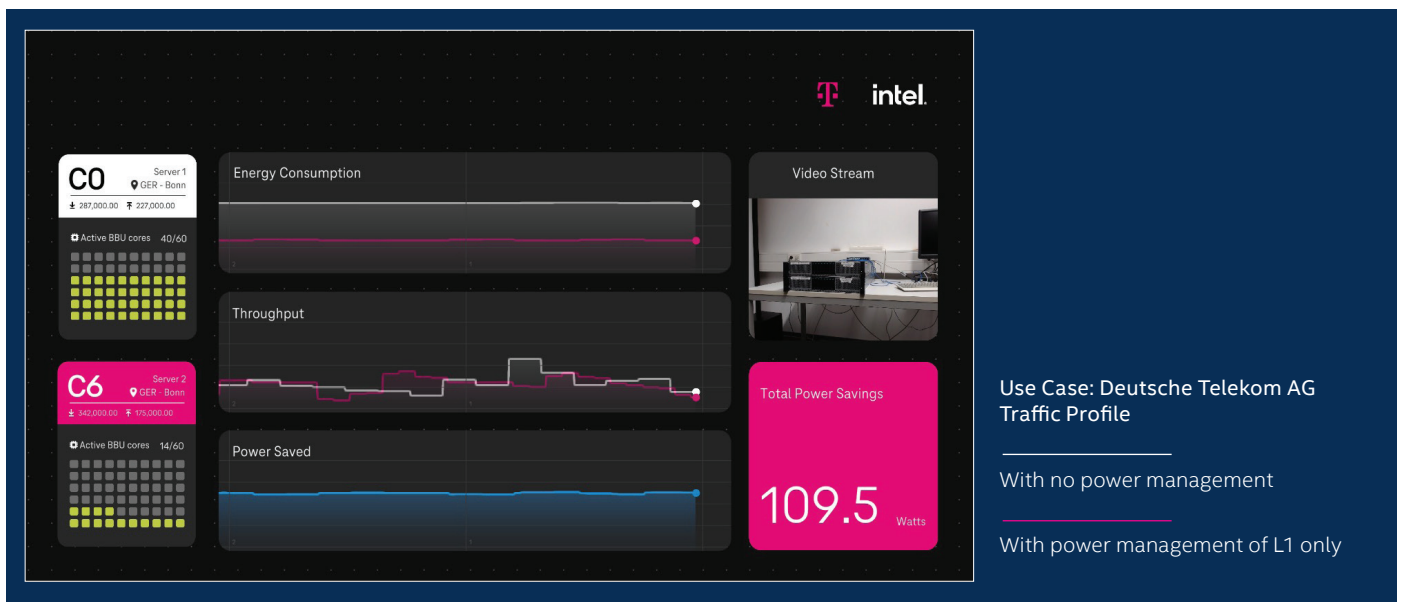 T intel.
C0
Server 1
GER - Bonn
287,000.00 227,000.00
Active BBU cores 40/60
C6
Server 2
GER - Bonn
342,000.00 175,000.00
Active BBU cores 14/60
Energy Consumption
Throughput
Power Saved
Video Stream
Total Power Savings
109.5 Watts
Use Case: Deutsche Telekom AG
Traffic Profile
With no power management
With power management of L1 only